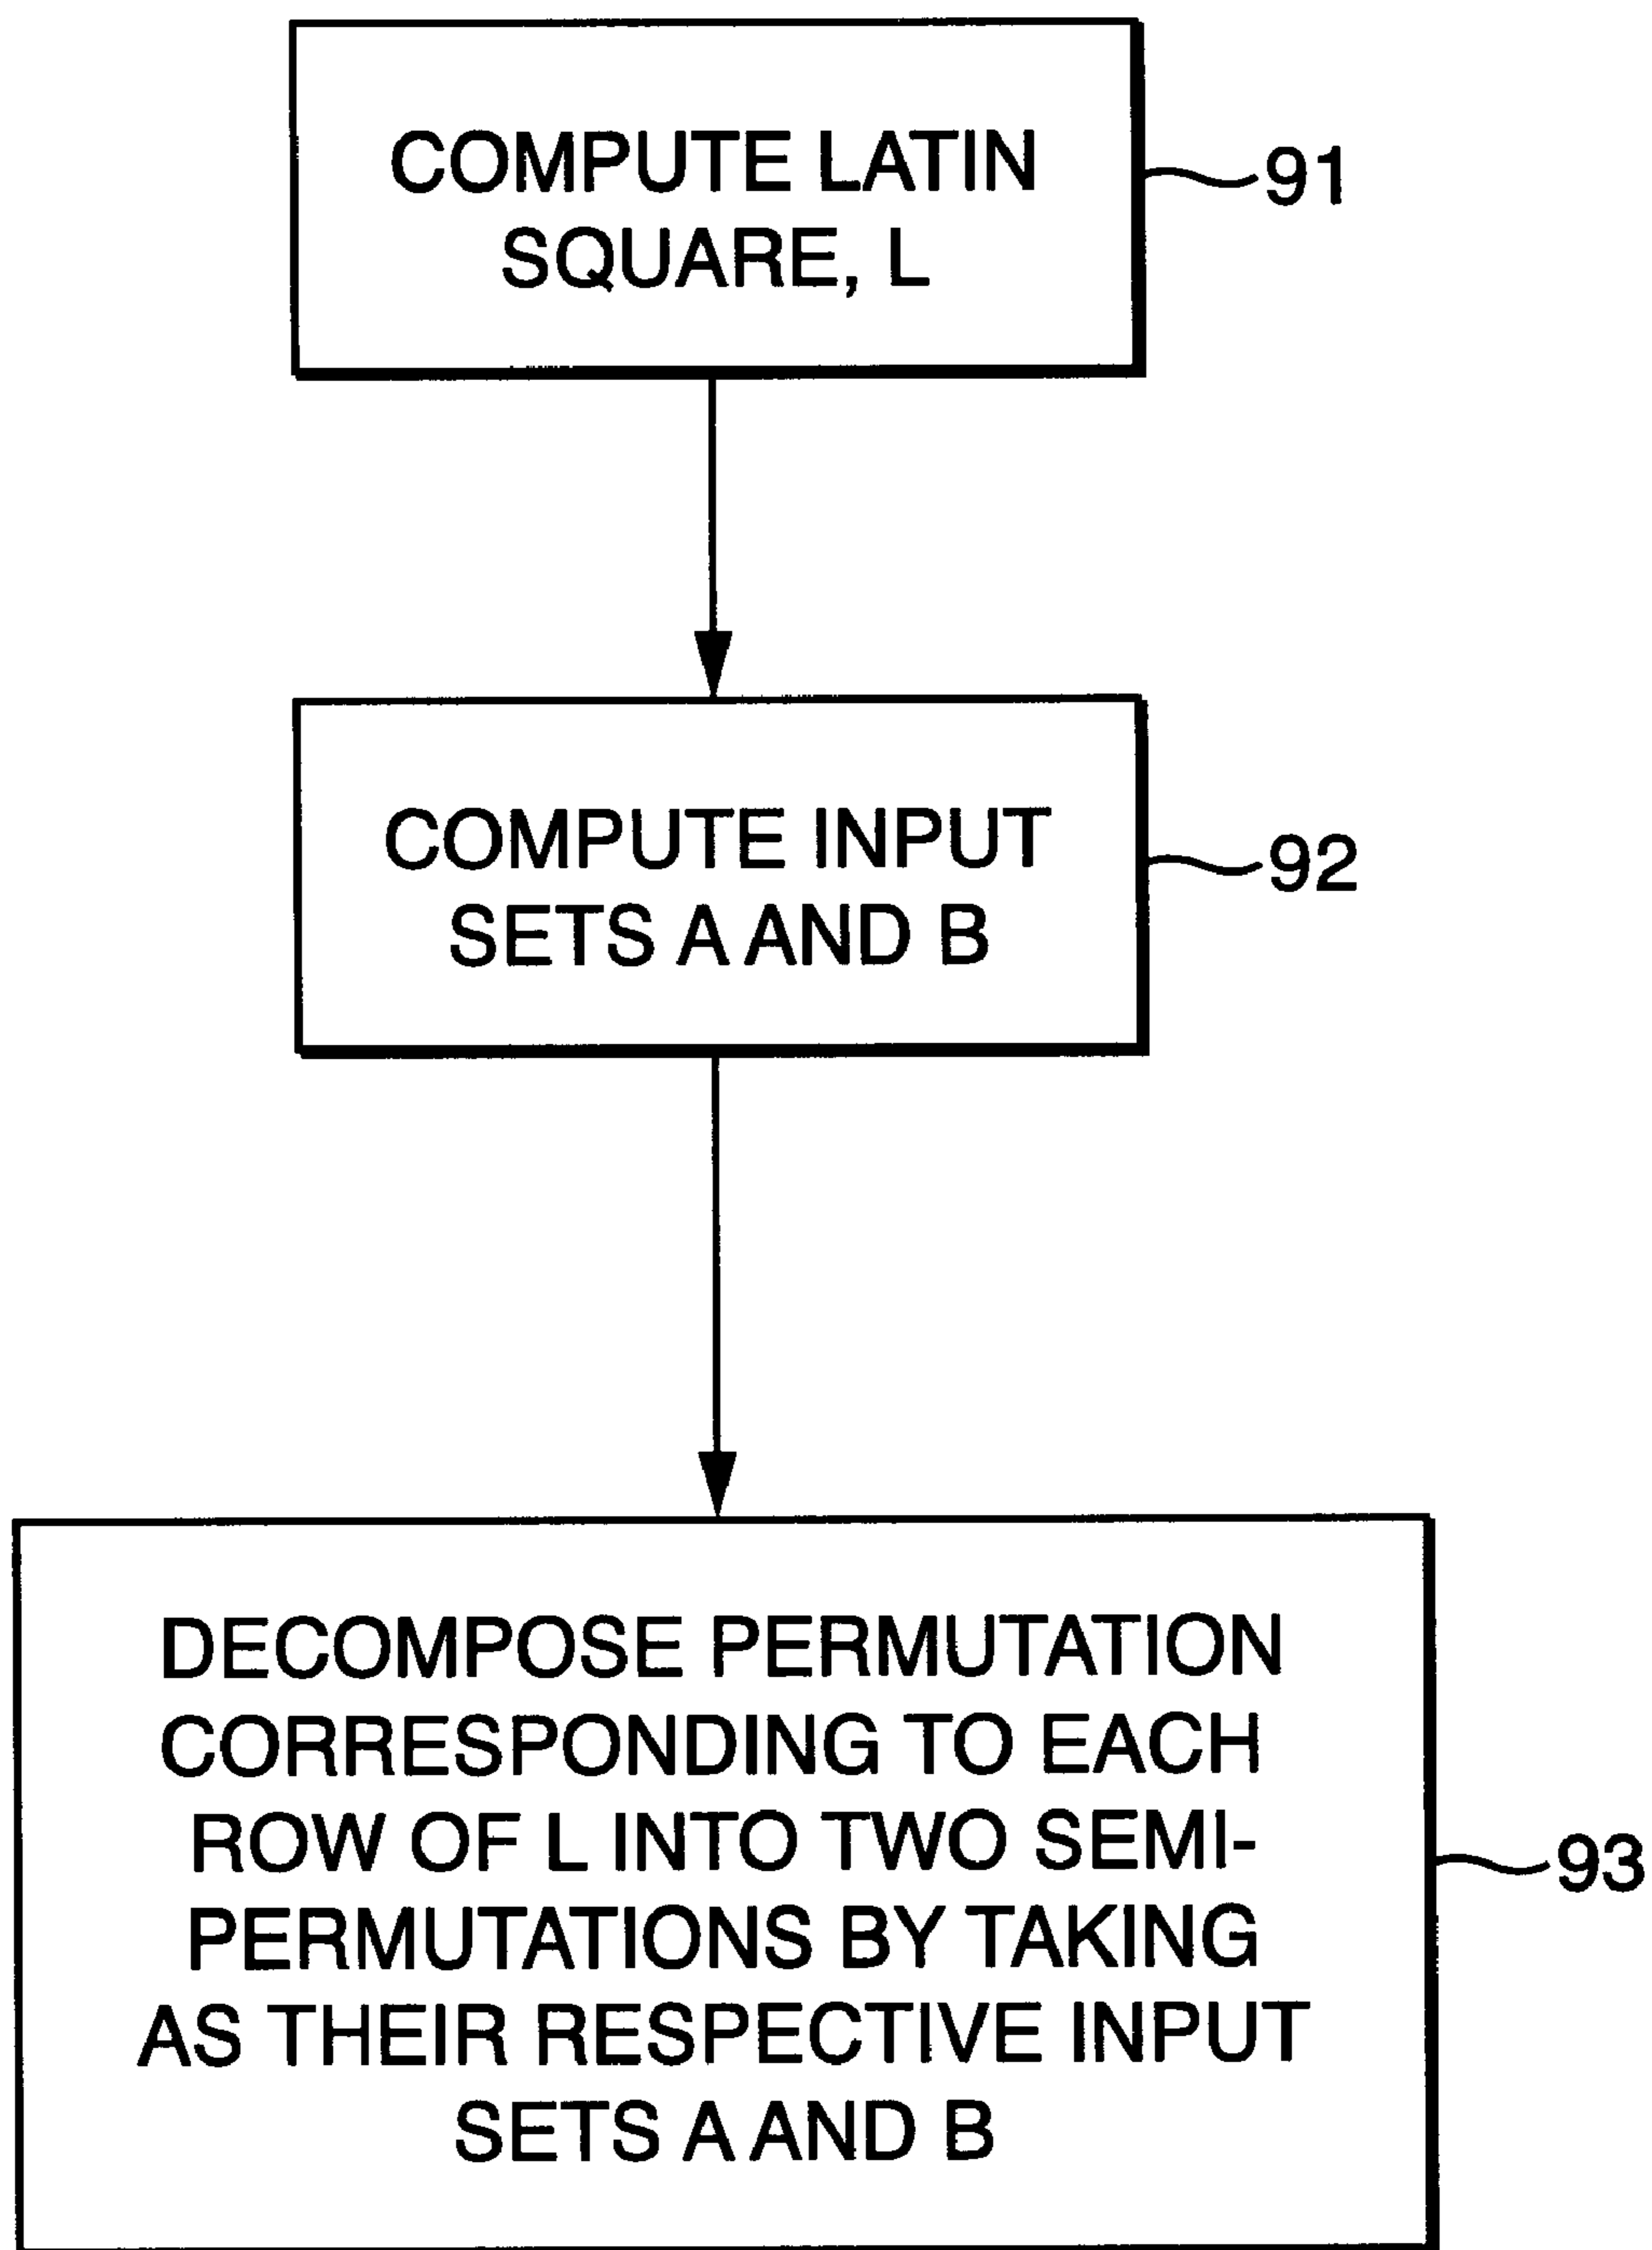 COMPUTE LATIN
SQUARE, L
91
COMPUTE INPUT
SETS A AND B
92
DECOMPOSE PERMUTATION
CORRESPONDING TO EACH
ROW OF L INTO TWO SEMI-
PERMUTATIONS BY TAKING
AS THEIR RESPECTIVE INPUT
SETS A AND B
93